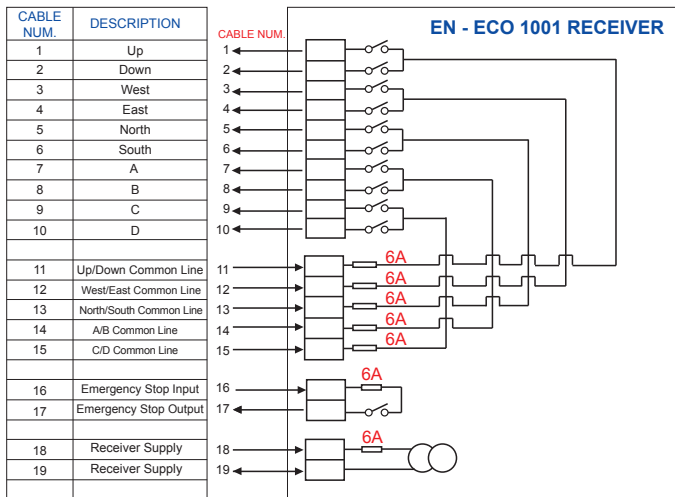 CABLE NUM. DESCRIPTION
1 Up
2 Down
3 West
4 East
5 North
6 South
7 A
8 B
9 C
10 D
11 Up/Down Common Line
12 West/East Common Line
13 North/South Common Line
14 A/B Common Line
15 C/D Common Line
16 Emergency Stop Input
17 Emergency Stop Output
18 Receiver Supply
19 Receiver Supply
CABLE NUM.
1
2
3
4
5
6
7
8
9
10
11
12
13
14
15
16
17
18
19
EN - ECO 1001 RECEIVER
6A
6A
6A
6A
6A
6A
6A